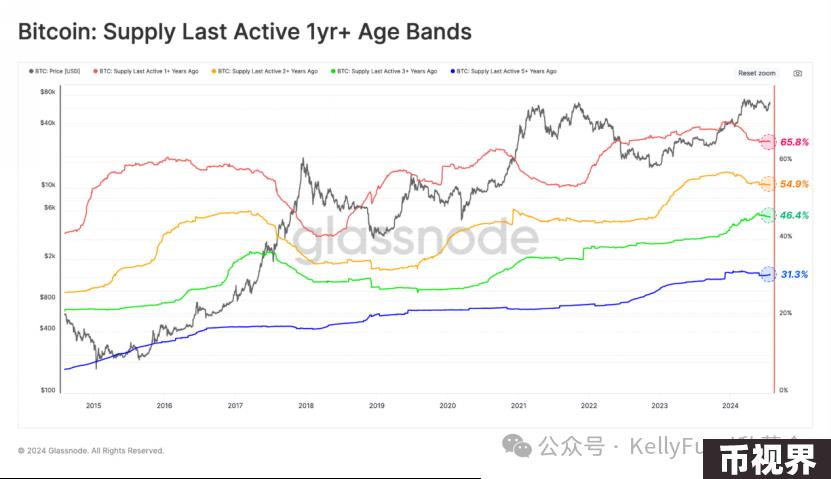 Bitcoin: Supply Last Active 1yr+ Age Bands
BTC: Price [USD] BTC: Supply Last Active 1+ Years Ago BTC: Supply Last Active 2+ Years Ago BTC: Supply Last Active 3+ Years Ago BTC: Supply Last Active 5+ Years Ago
Reset zoom
$80k
$40k
65.8%
60%
$10k
54.9%
$6k
46.4%
glassnode
40%
$2k
31.3%
$800
20%
$400
$100
0%
2015 2016 2017 2018 2019 2020 2021 2022 2023 2024
© 2024 Glassnode. All Rights Reserved.
公众号 · KellyFu
币视界